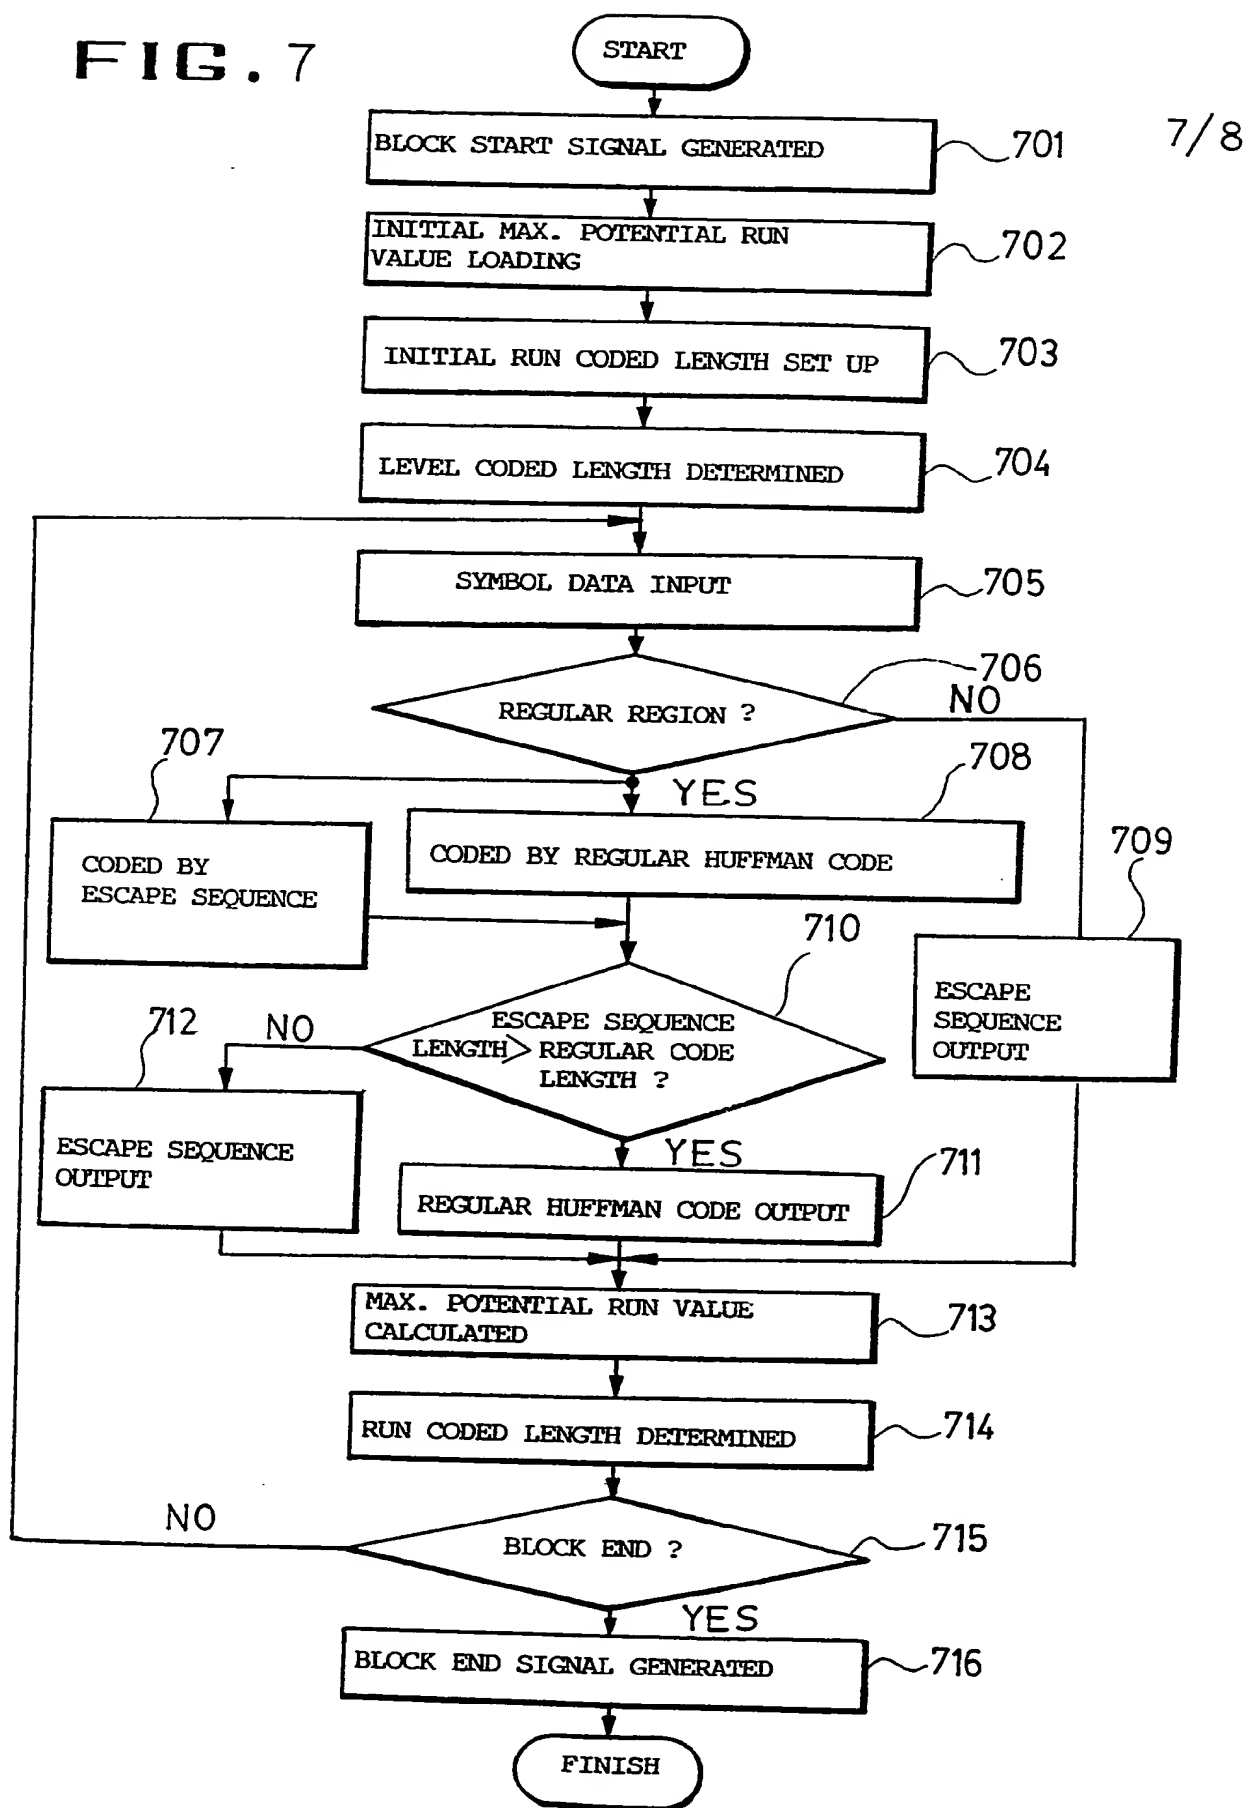 FIG. 7
START
7/8
BLOCK START SIGNAL GENERATED
701
INITIAL MAX. POTENTIAL RUN
VALUE LOADING
702
INITIAL RUN CODED LENGTH SET UP
703
LEVEL CODED LENGTH DETERMINED
704
SYMBOL DATA INPUT
705
706
REGULAR REGION ?
NO
707
YES
708
CODED BY
ESCAPE SEQUENCE
CODED BY REGULAR HUFFMAN CODE
709
710
ESCAPE SEQUENCE
LENGTH > REGULAR CODE
LENGTH ?
ESCAPE
SEQUENCE
OUTPUT
712
NO
ESCAPE SEQUENCE
OUTPUT
YES
711
REGULAR HUFFMAN CODE OUTPUT
MAX. POTENTIAL RUN VALUE
CALCULATED
713
RUN CODED LENGTH DETERMINED
714
NO
BLOCK END ?
715
YES
BLOCK END SIGNAL GENERATED
716
FINISH